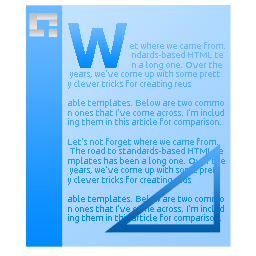 W
et where we came from.
ndards-based HTML te
n a long one. Over the
years, we've come up with some prett
y clever tricks for creating reus
able templates. Below are two commo
n ones that I've come across. I'm includ
ing them in this article for comparison.
Let's not forget where we came from.
The road to standards-based HTML te
mplates has been a long one. Over the
years, we've come up with some prett
y clever tricks for creating reus
able templates. Below are two commo
n ones that I've come across. I'm includ
ing them in this article for comparison.